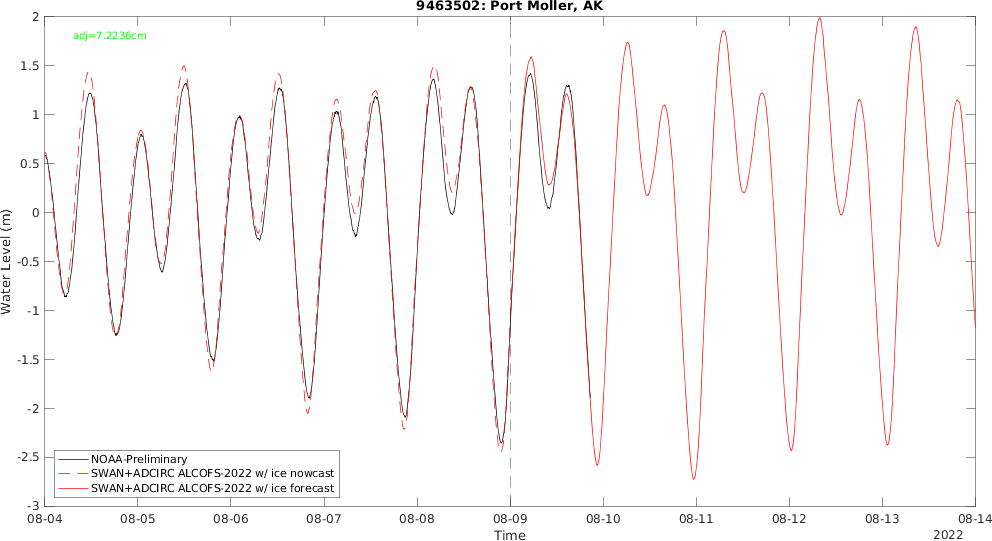 9463502: Port Moller, AK
adj=7.2236cm
2
1.5
1
0.5
0
-0.5
-1
-1.5
-2
-2.5
-3
Water Level (m)
NOAA-Preliminary
SWAN+ADCIRC ALCOFS-2022 w/ ice nowcast
SWAN+ADCIRC ALCOFS-2022 w/ ice forecast
08-04 08-05 08-06 08-07 08-08 08-09 08-10 08-11 08-12 08-13 08-14
Time
2022